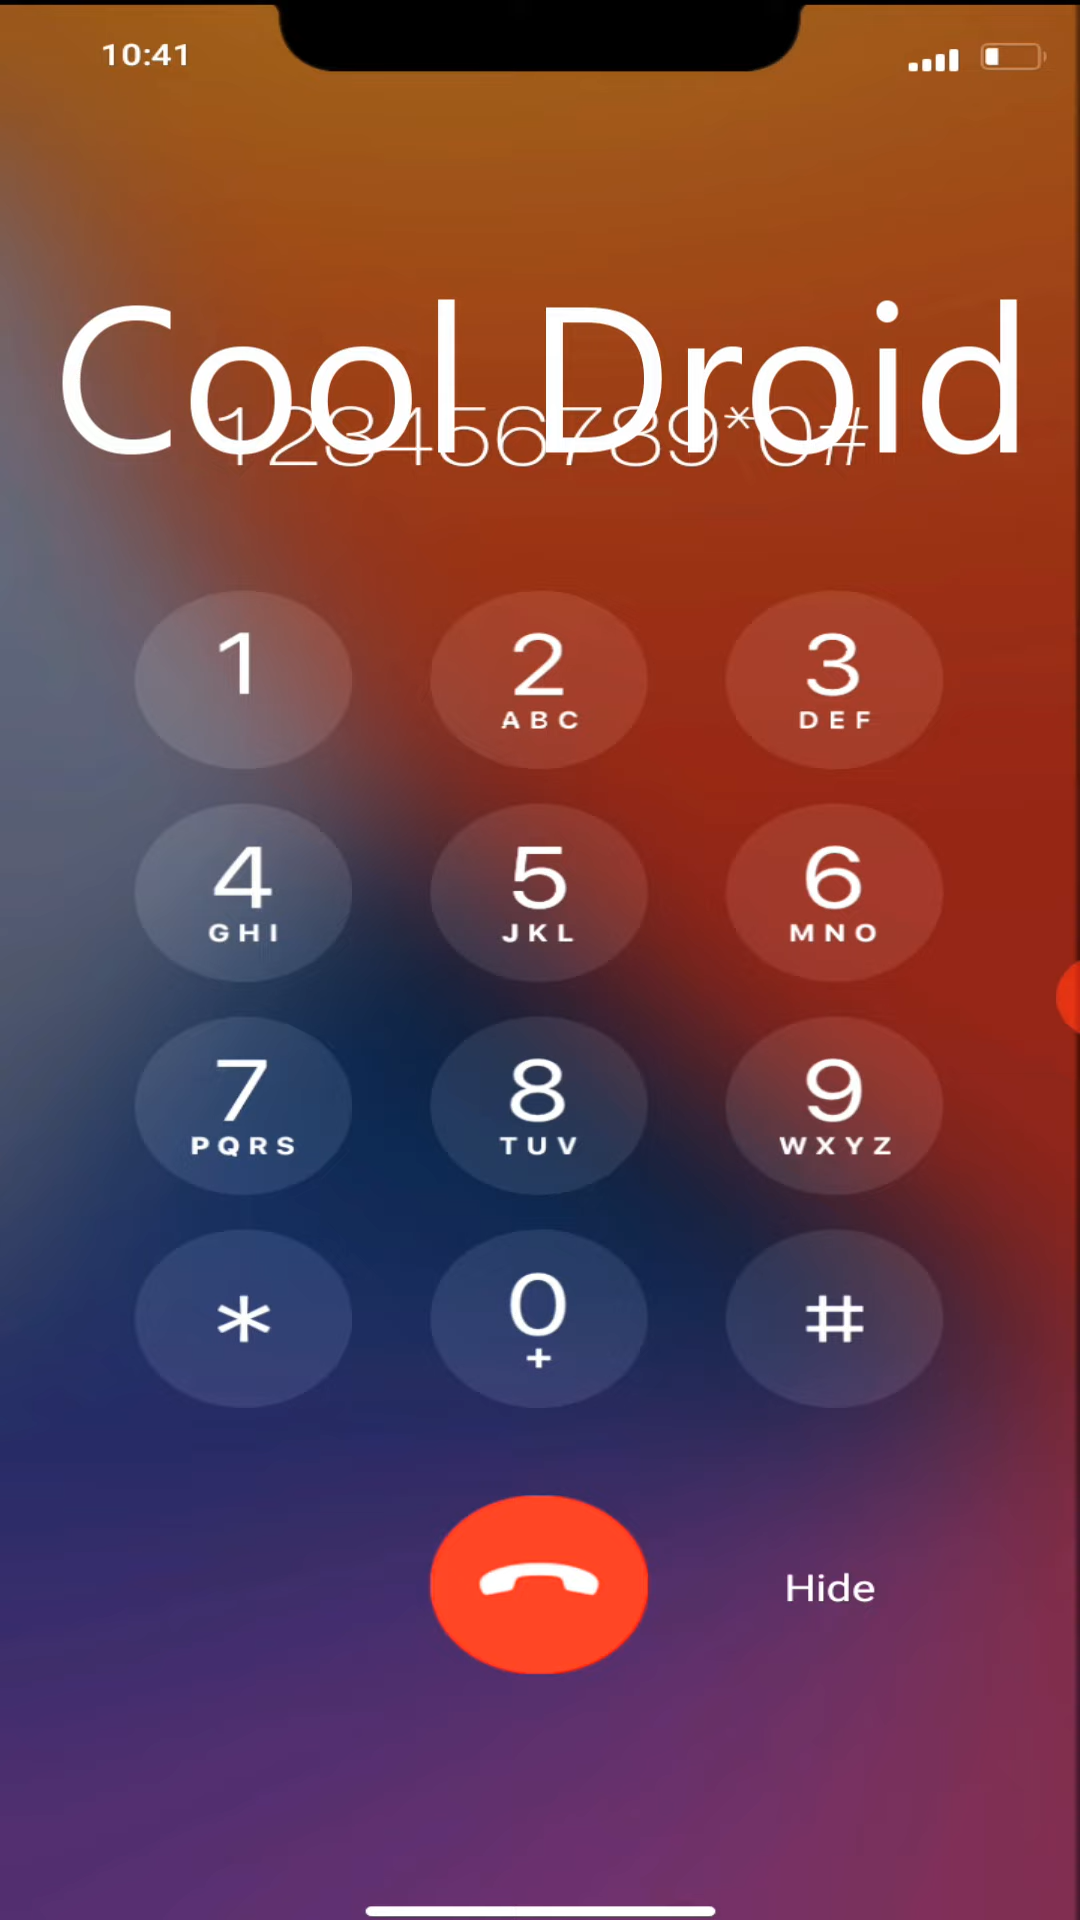 10:41
Cool Droid
123456789*0#
1
2
3
ABC
DEF
4
5
6
GHI
JKL
MNO
7
8
9
PQRS
TUV
WXYZ
*
0
#
+
Hide